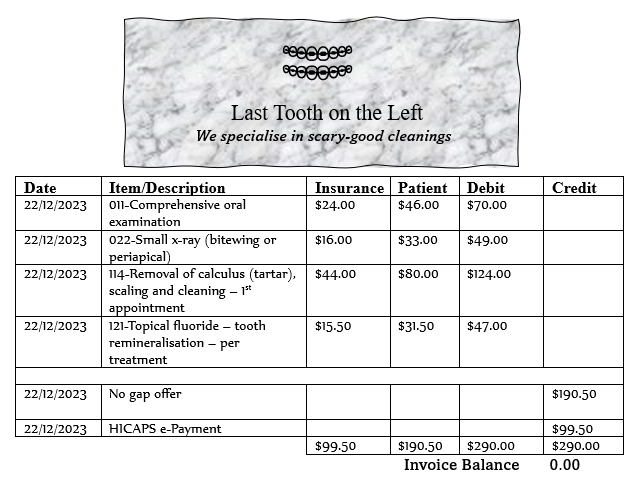 Last Tooth on the Left
We specialise in scary-good cleanings
Date Item/Description Insurance Patient Debit Credit
22/12/2023 011-Comprehensive oral $24.00 $46.00 $70.00
examination
22/12/2023 022-Small x-ray (bitewing or $16.00 $33.00 $49.00
periapical)
22/12/2023 114-Removal of calculus (tartar), $44.00 $80.00 $124.00
scaling and cleaning – 1st
appointment
22/12/2023 121-Topical fluoride – tooth $15.50 $31.50 $47.00
remineralisation – per
treatment
22/12/2023 No gap offer $190.50
22/12/2023 HICAPS e-Payment $99.50
$99.50 $190.50 $290.00 $290.00
Invoice Balance 0.00